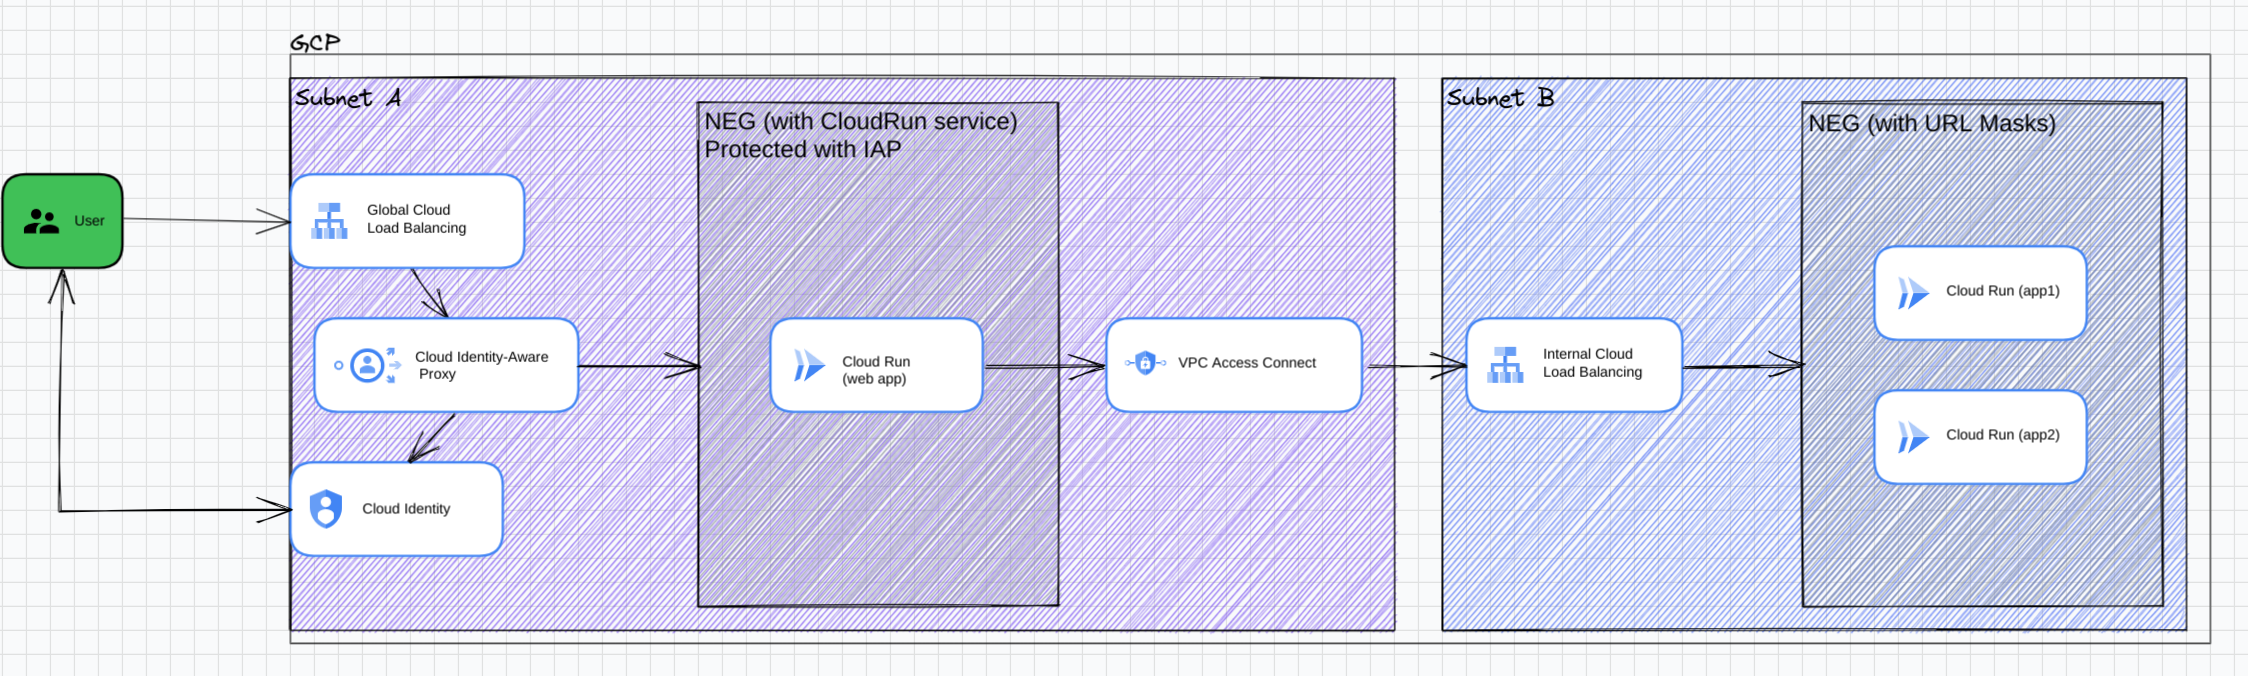 GCP
Subnet A
NEG (with CloudRun service)
Protected with IAP
User
Global Cloud
Load Balancing
Cloud Identity-Aware
Proxy
Cloud Identity
Cloud Run
(web app)
VPC Access Connect
Subnet B
NEG (with URL Masks)
Internal Cloud
Load Balancing
Cloud Run (app1)
Cloud Run (app2)